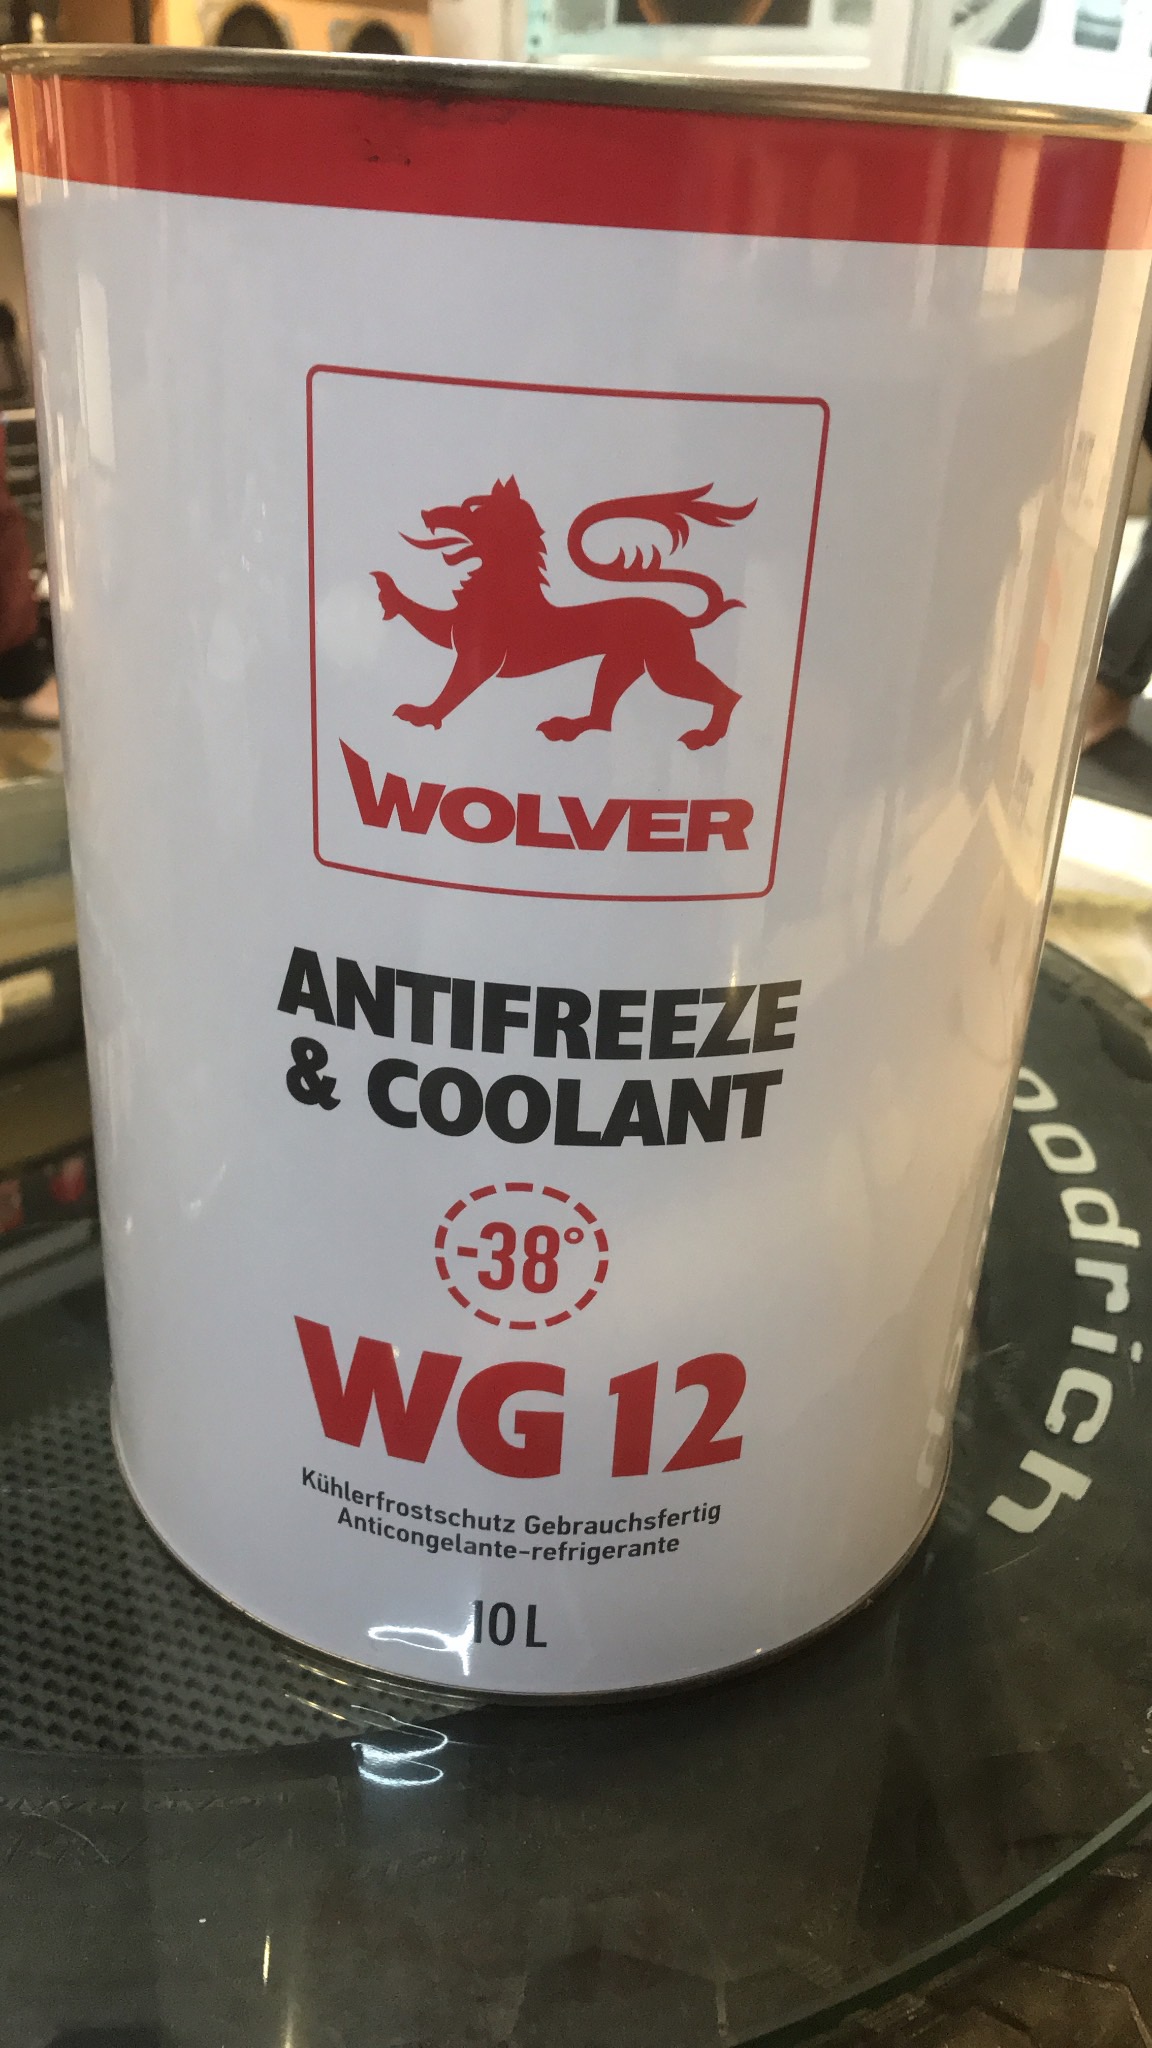 WOLVER
ANTIFREEZE
& COOLANT
-38°
WG 12
Kühlerfrostschutz Gebrauchsfertig
Anticongelante-refrigerante
10 L
oodrich